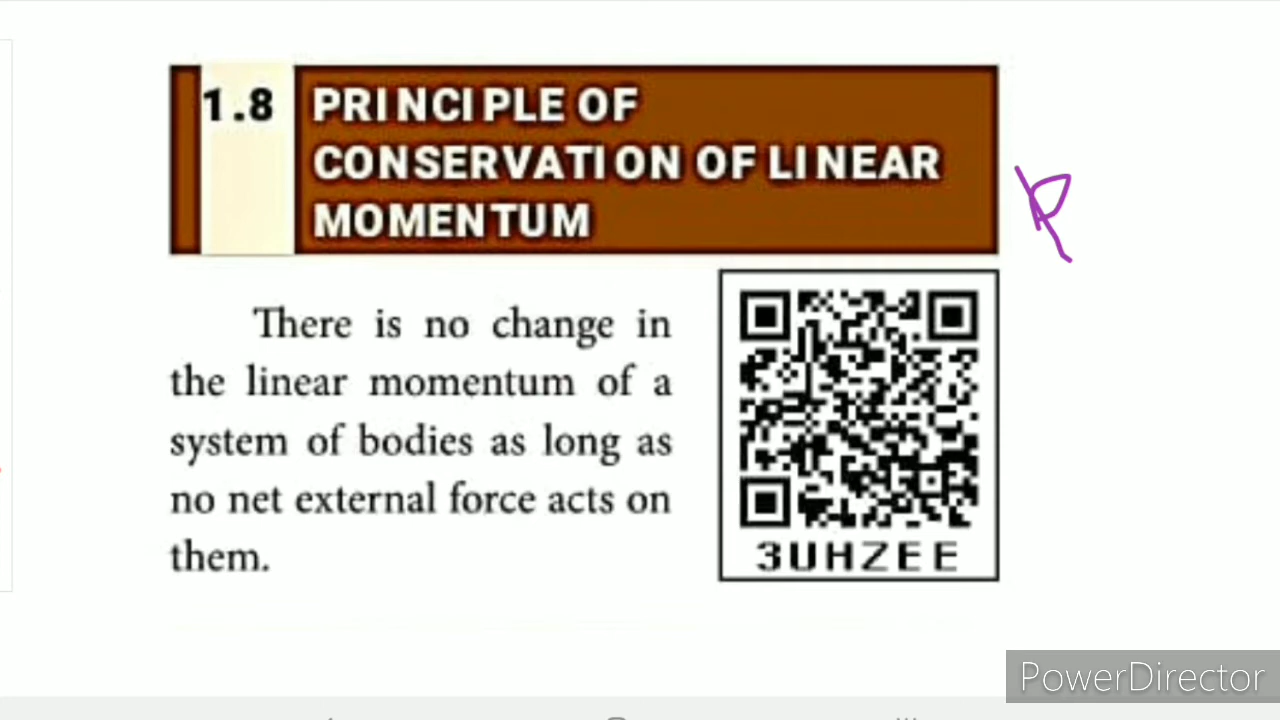 1.8 PRINCIPLE OF
CONSERVATION OF LINEAR
MOMENTUM
There is no change in
the linear momentum of a
system of bodies as long as
no net external force acts on
them.
3UHZEE
PowerDirector